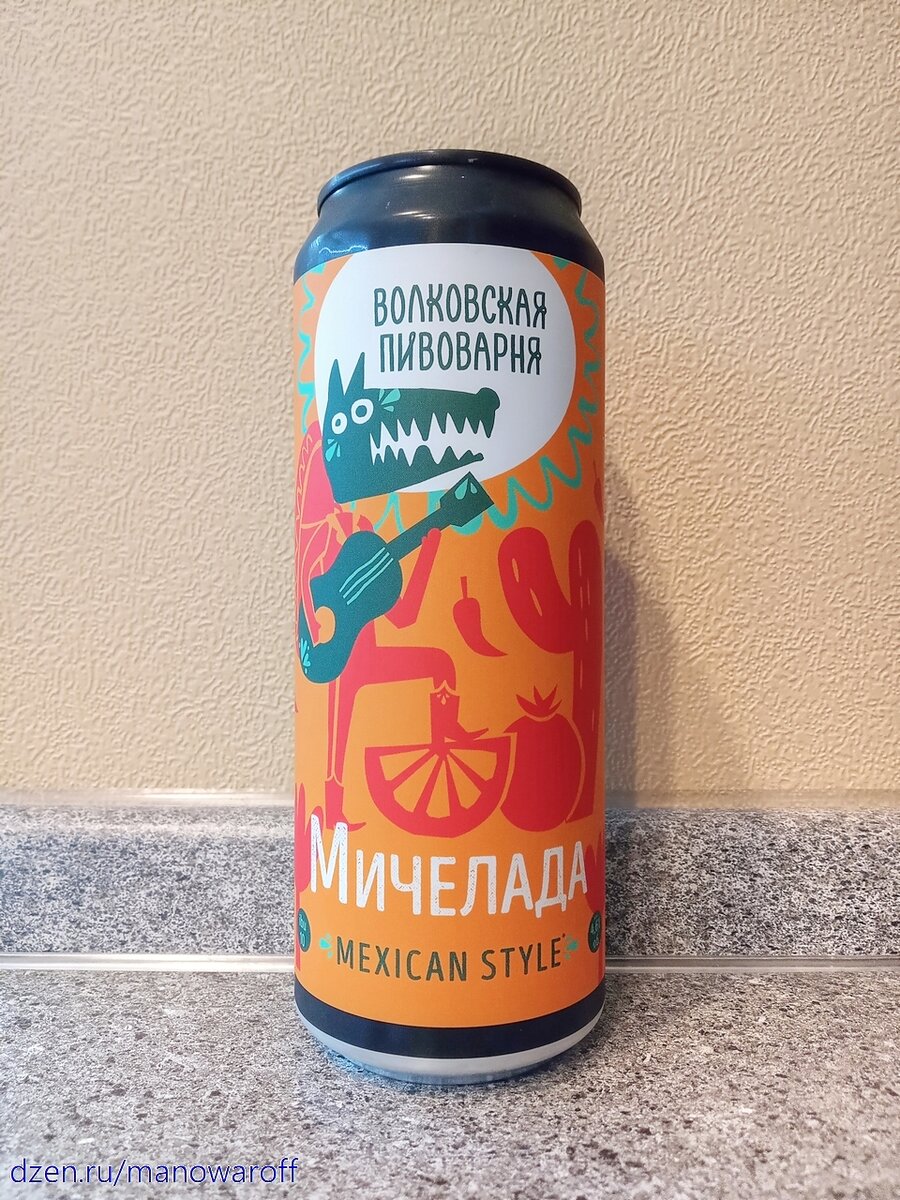 ВОЛКОВСКАЯ
ПИВОВАРНЯ
МИЧЕЛАДА
MEXICAN STYLE*
dzen.ru/manowaroff